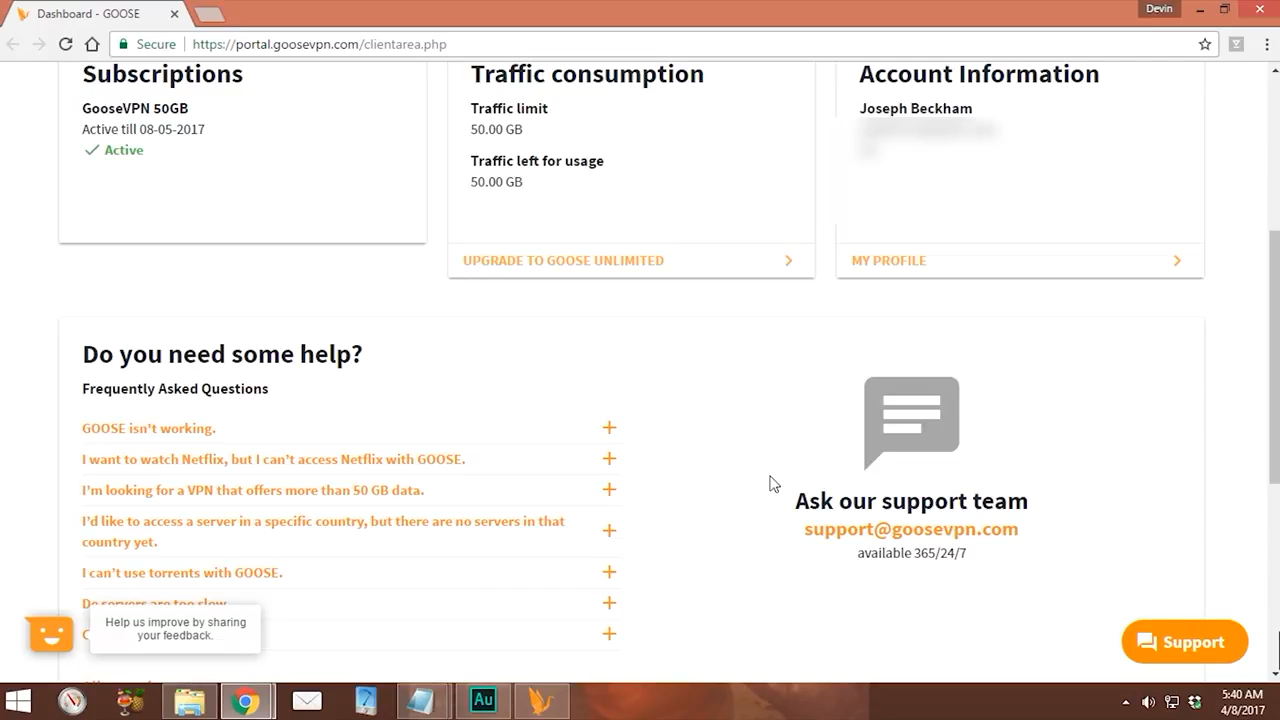 Dashboard - GOOSE
Devin
Secure
https://portal.goosevpn.com/clientarea.php
Subscriptions
GooseVPN 50GB
Active till 08-05-2017
Active
Traffic consumption
Traffic limit
50.00 GB
Traffic left for usage
50.00 GB
UPGRADE TO GOOSE UNLIMITED
Account Information
Joseph Beckham
MY PROFILE
Do you need some help?
Frequently Asked Questions
GOOSE isn't working.
I want to watch Netflix, but I can't access Netflix with GOOSE.
I'm looking for a VPN that offers more than 50 GB data.
I'd like to access a server in a specific country, but there are no servers in that
country yet.
I can't use torrents with GOOSE.
Ask our support team
support@goosevpn.com
available 365/24/7
Help us improve by sharing
your feedback.
Support
Au
5:40 AM
4/8/2017